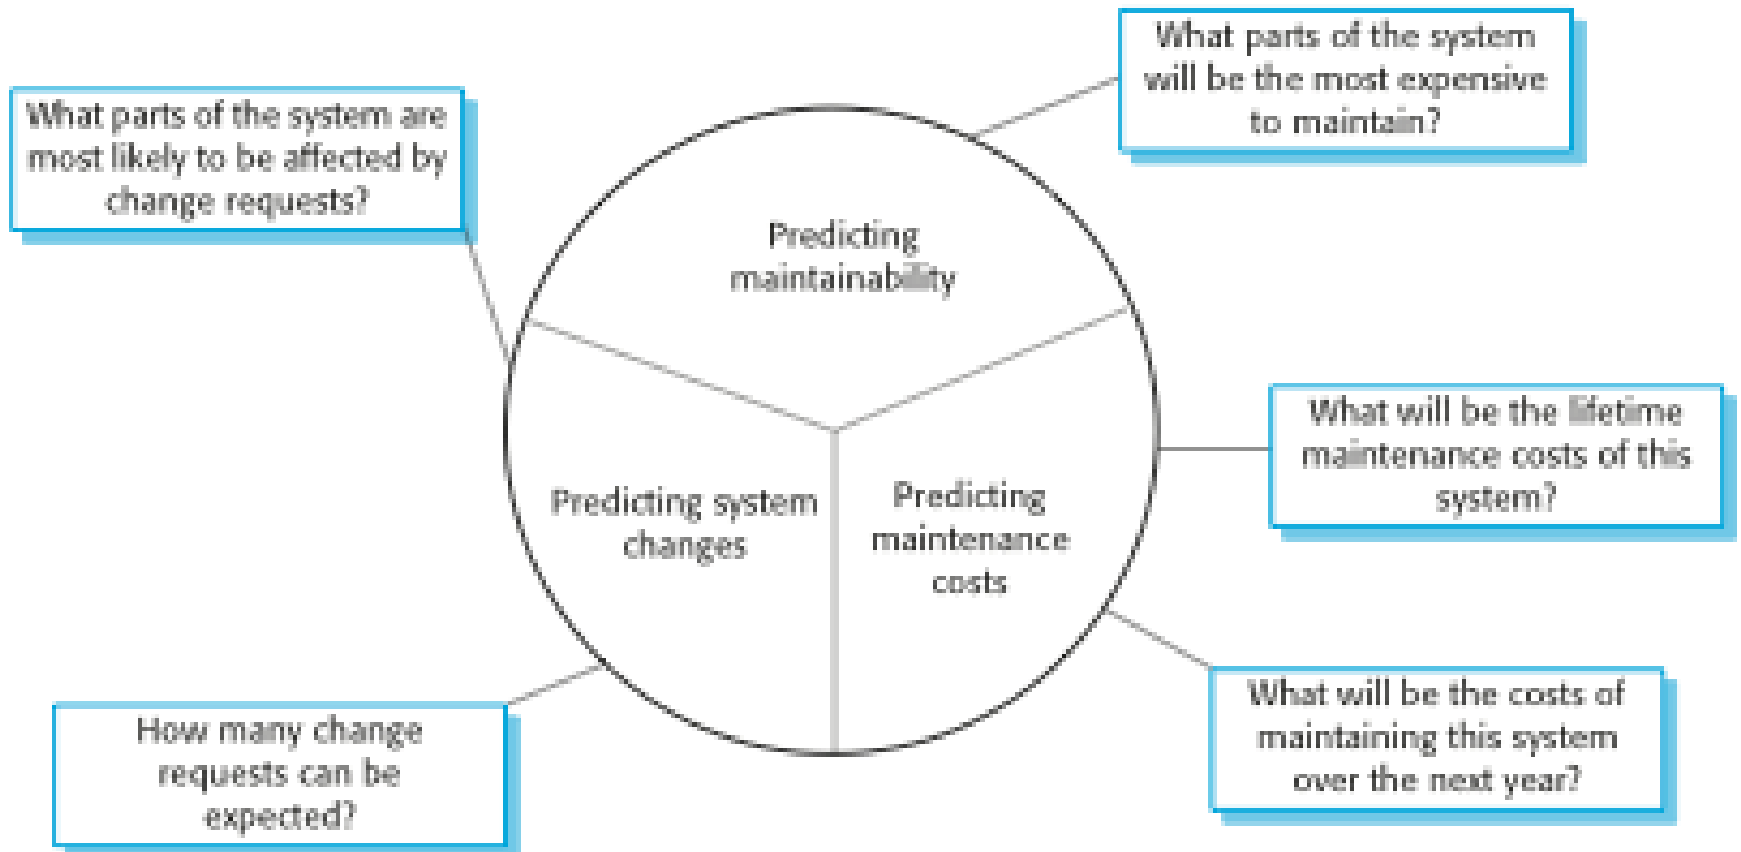 What parts of the system
will be the most expensive
to maintain?
What parts of the system are
most likely to be affected by
change requests?
Predicting
maintainability
What will be the lifetime
maintenance costs of this
system?
Predicting system
changes
Predicting
maintenance
costs
What will be the costs of
maintaining this system
over the next year?
How many change
requests can be
expected?